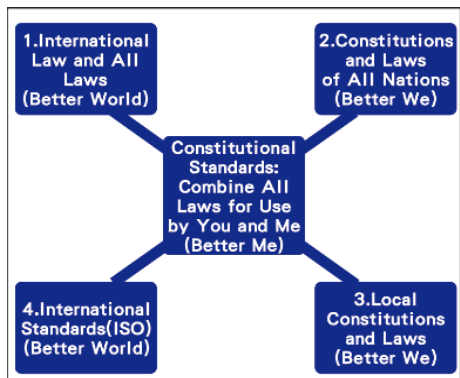 1.International
Law and All
Laws
(Better World)
2.Constitutions
and Laws
of All Nations
(Better We)
Constitutional
Standards:
Combine All
Laws for Use
by You and Me
(Better Me)
4.International
Standards(ISO)
(Better World)
3.Local
Constitutions
and Laws
(Better We)